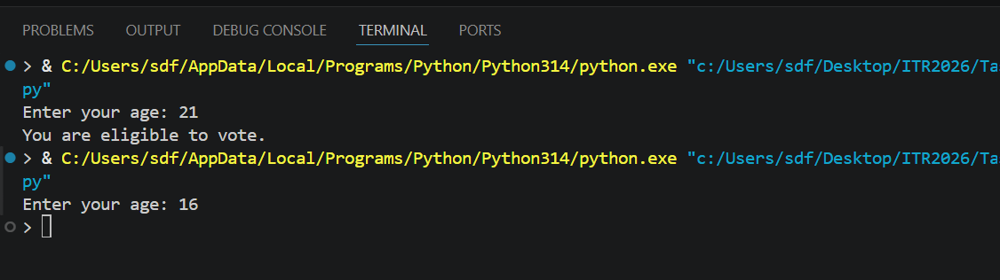 PROBLEMS OUTPUT DEBUG CONSOLE TERMINAL PORTS
> & C:/Users/sdf/AppData/Local/Programs/Python/Python314/python.exe "c:/Users/sdf/Desktop/ITR2026/Ta
py"
Enter your age: 21
You are eligible to vote.
> & C:/Users/sdf/AppData/Local/Programs/Python/Python314/python.exe "c:/Users/sdf/Desktop/ITR2026/Ta
py"
Enter your age: 16
>